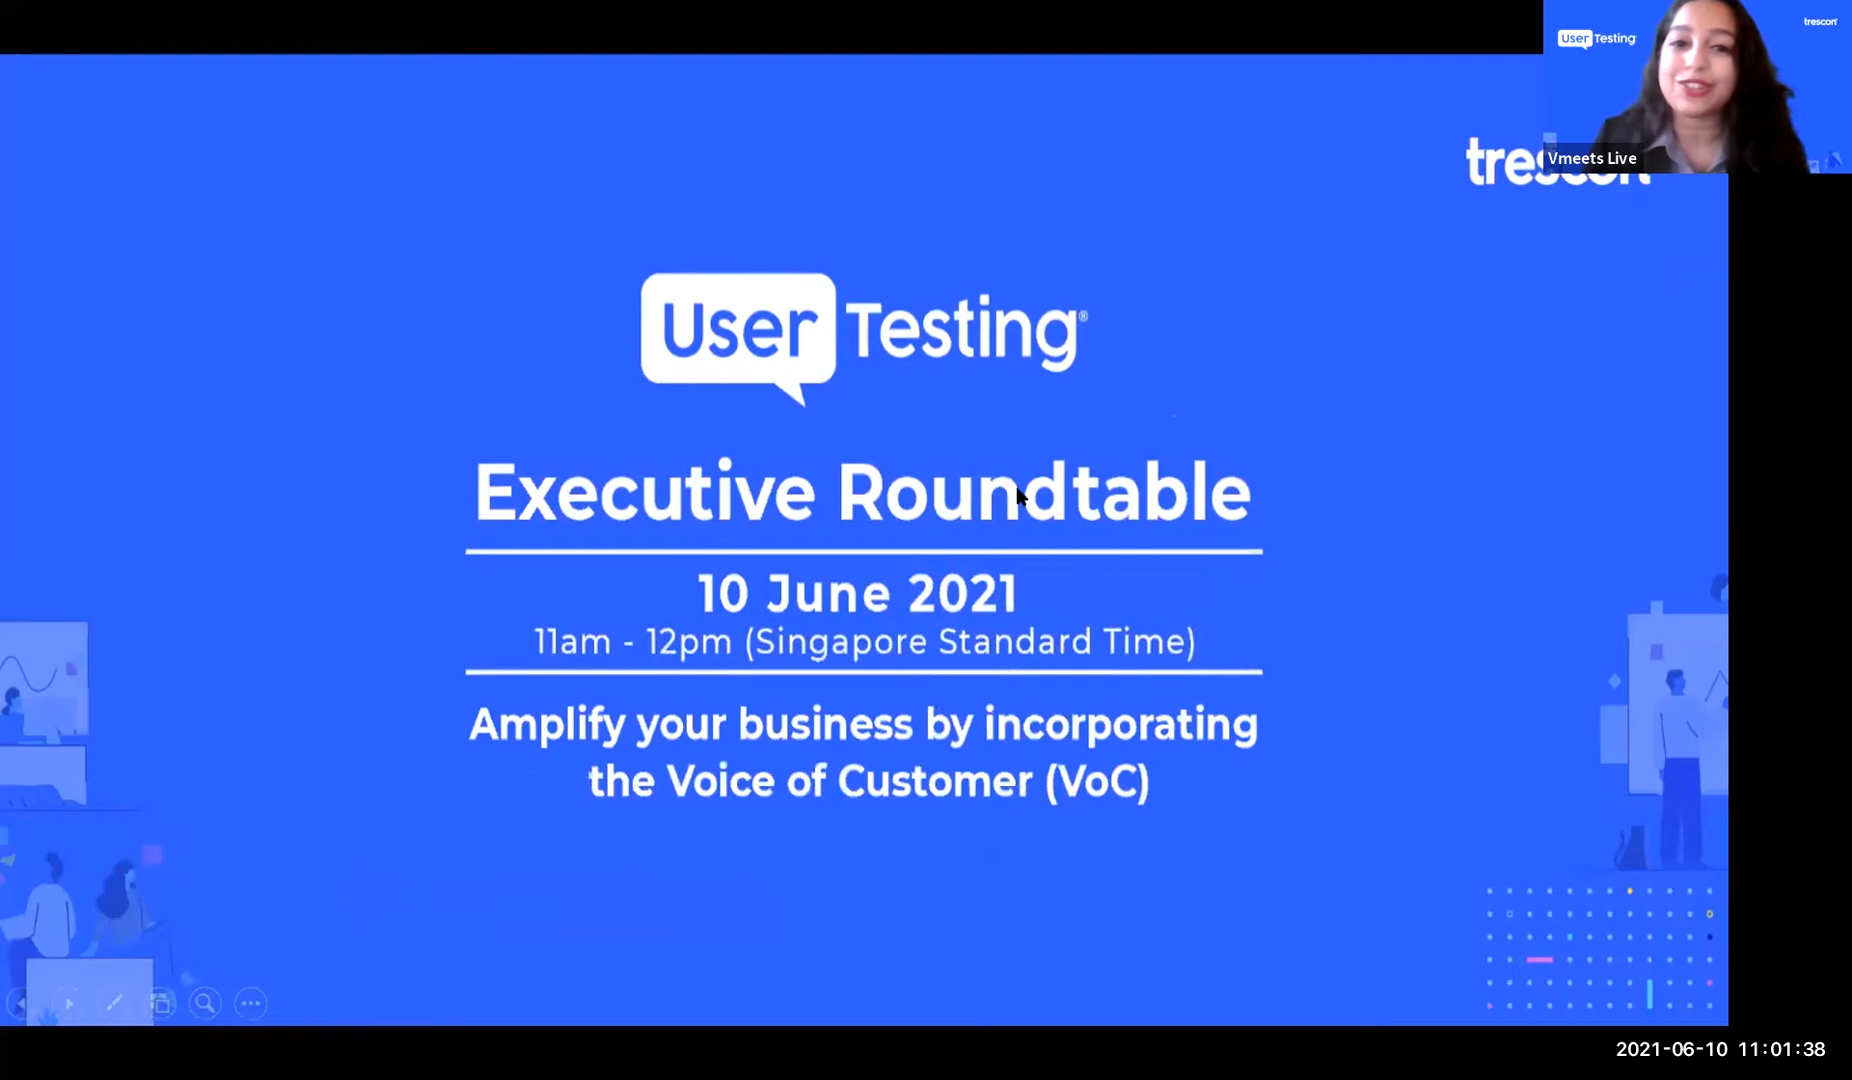 User Testing
trescon
Vmeets Live
User Testing®
Executive Roundtable
10 June 2021
11am - 12pm (Singapore Standard Time)
Amplify your business by incorporating
the Voice of Customer (VoC)
2021-06-10 11:01:38